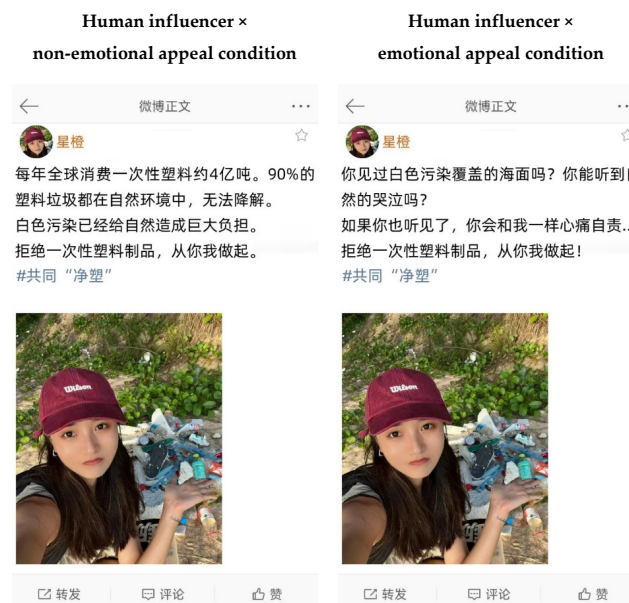 Human influencer ×
non-emotional appeal condition
微博正文
星橙
每年全球消费一次性塑料约4亿吨。90%的
塑料垃圾都在自然环境中，无法降解。
白色污染已经给自然造成巨大负担。
拒绝一次性塑料制品，从你我做起。
#共同“净塑”
Wilson
转发
评论
赞
Human influencer ×
emotional appeal condition
微博正文
星橙
你见过白色污染覆盖的海面吗？你能听到
然的哭泣吗？
如果你也听见了，你会和我一样心痛自责..
拒绝一次性塑料制品，从你我做起！
#共同“净塑”
Wilson
转发
评论
赞